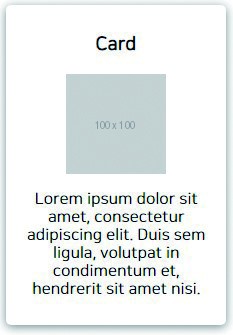 Card
100 x 100
Lorem ipsum dolor sit
amet, consectetur
adipiscing elit. Duis sem
ligula, volutpat in
condimentum et,
hendrerit sit amet nisi.